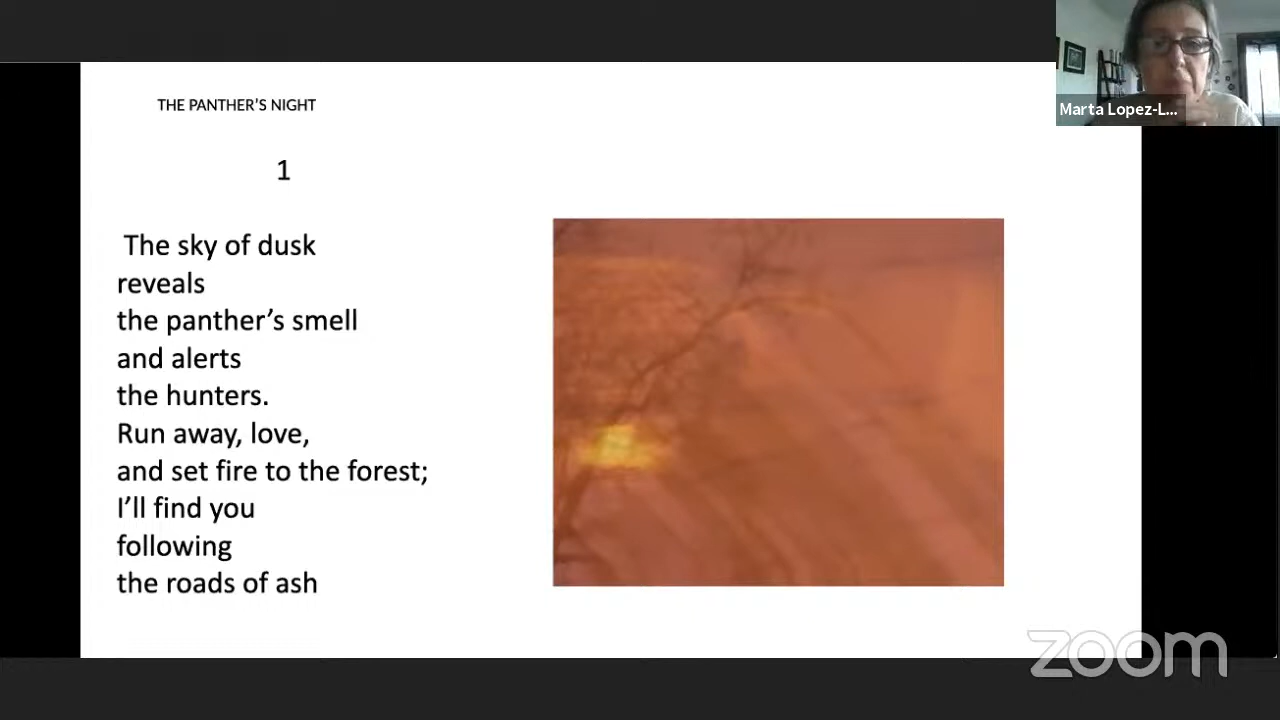 THE PANTHER’S NIGHT
1
The sky of dusk
reveals
the panther’s smell
and alerts
the hunters.
Run away, love,
and set fire to the forest;
I’ll find you
following
the roads of ash
Marta Lopez-L...
zoom